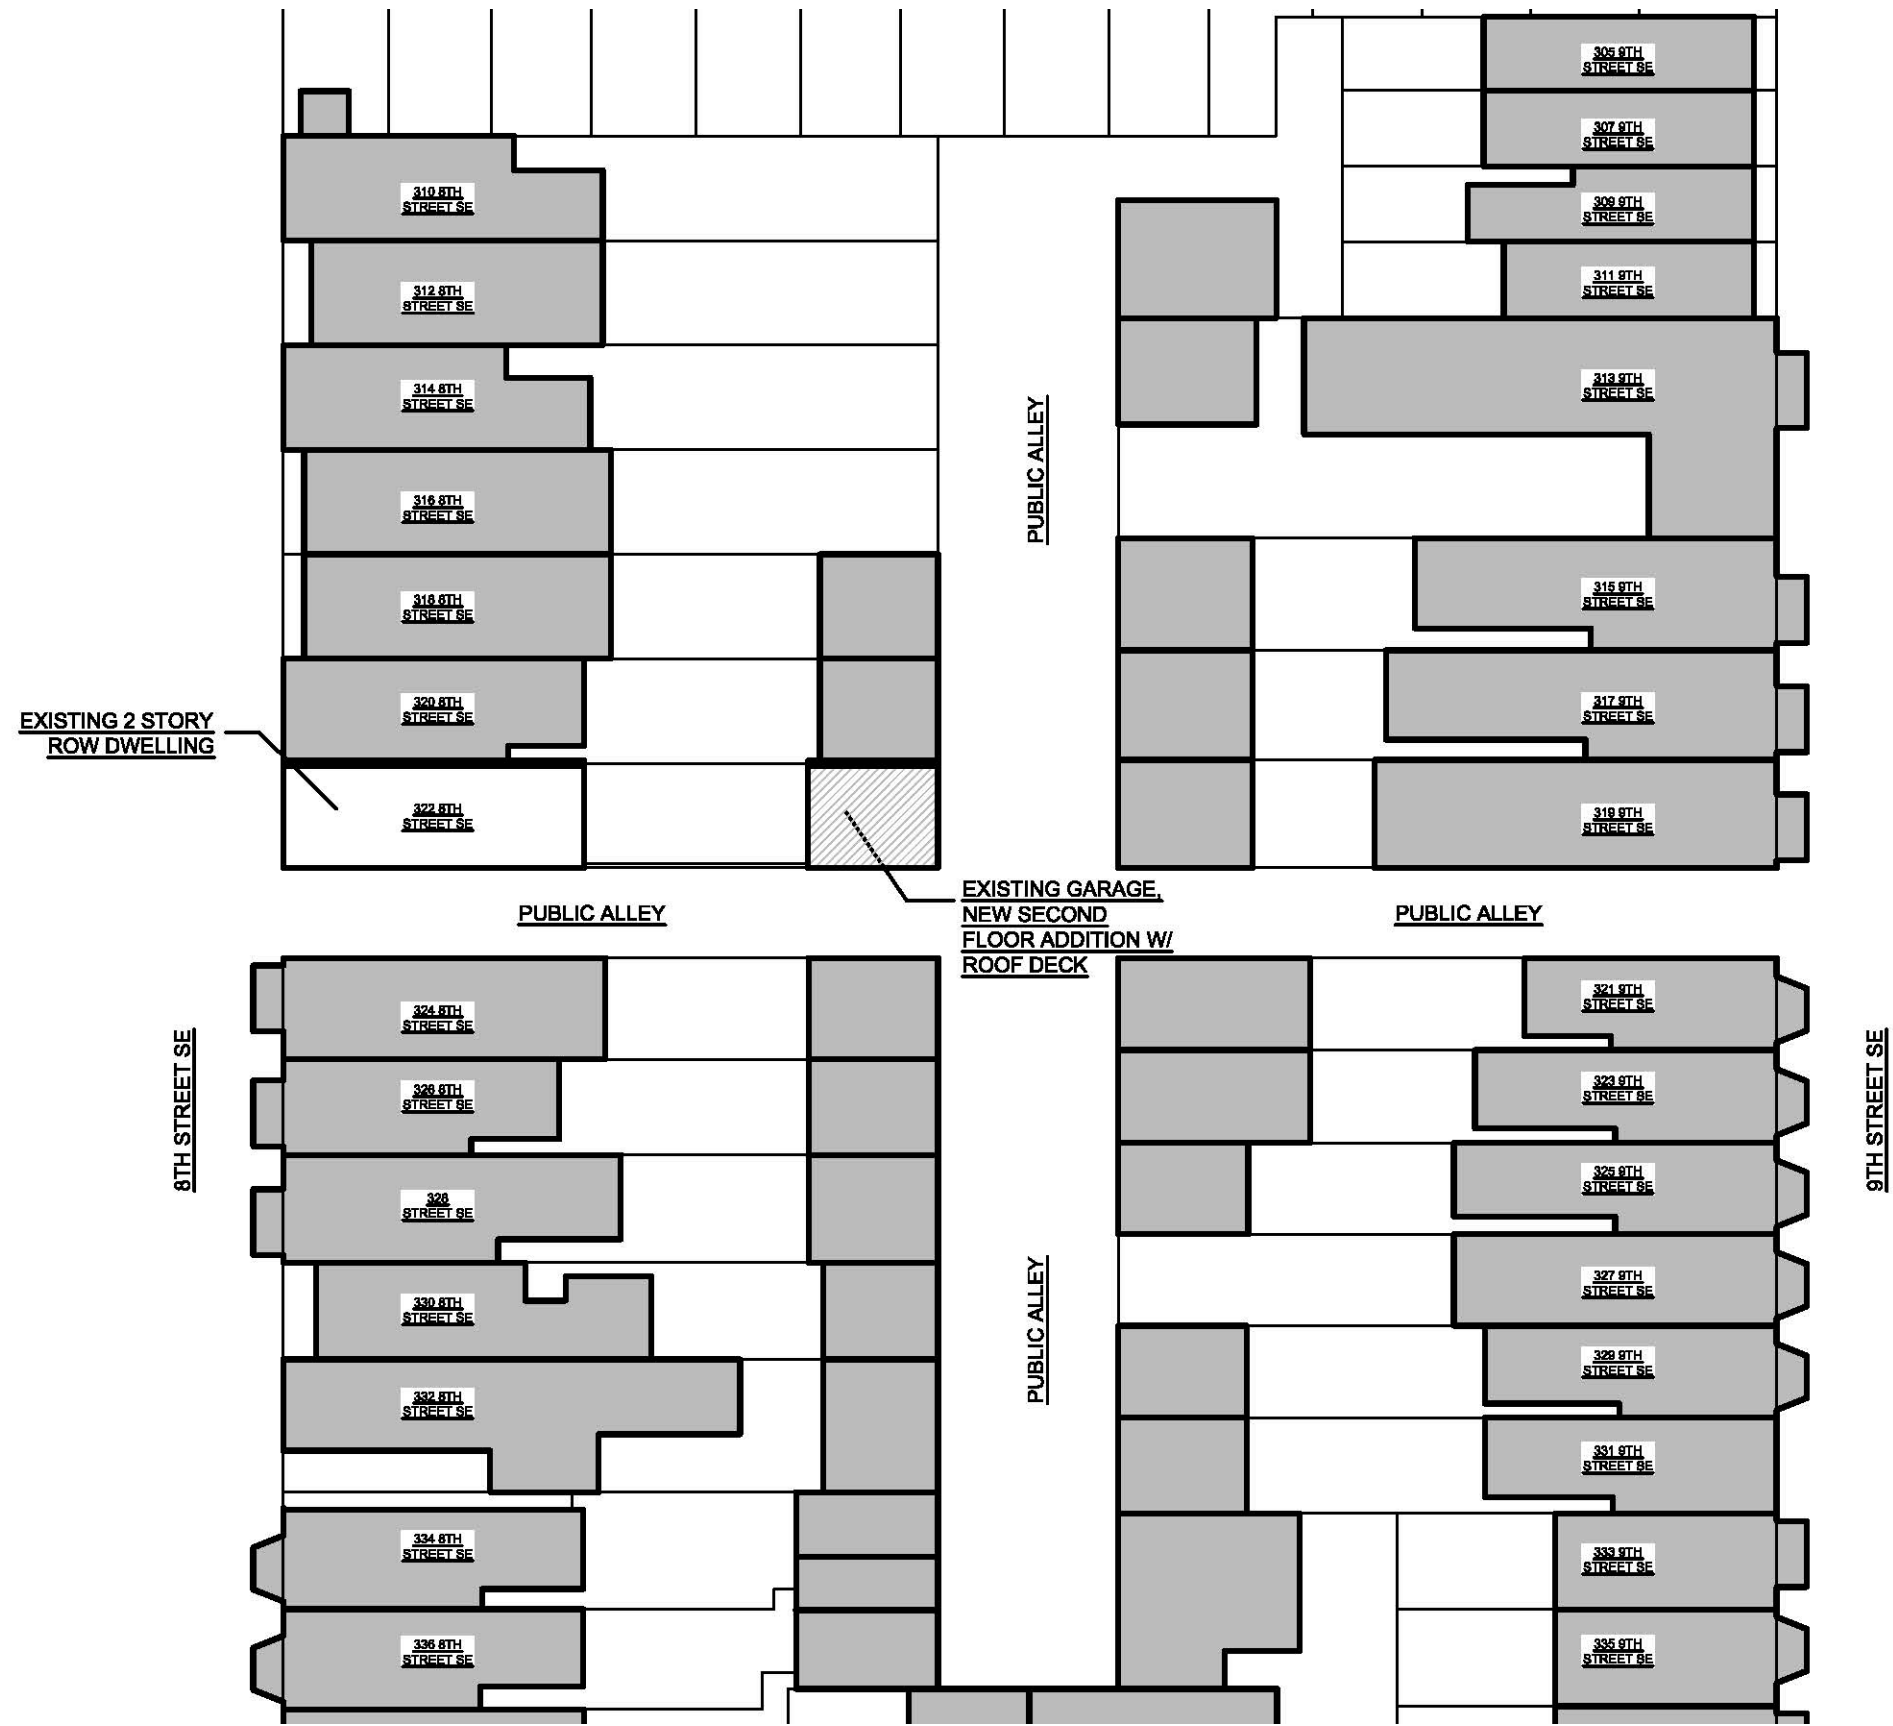 305 9TH
STREET SE
307 9TH
STREET SE
309 9TH
STREET SE
311 9TH
STREET SE
313 9TH
STREET SE
315 9TH
STREET SE
317 9TH
STREET SE
319 9TH
STREET SE
310 8TH
STREET SE
312 8TH
STREET SE
314 8TH
STREET SE
316 8TH
STREET SE
318 8TH
STREET SE
320 8TH
STREET SE
322 8TH
STREET SE
EXISTING 2 STORY
ROW DWELLING
PUBLIC ALLEY
EXISTING GARAGE,
NEW SECOND
FLOOR ADDITION W/
ROOF DECK
PUBLIC ALLEY
PUBLIC ALLEY
8TH STREET SE
324 8TH
STREET SE
326 8TH
STREET SE
328
STREET SE
330 8TH
STREET SE
332 8TH
STREET SE
334 8TH
STREET SE
336 8TH
STREET SE
PUBLIC ALLEY
321 9TH
STREET SE
323 9TH
STREET SE
325 9TH
STREET SE
327 9TH
STREET SE
329 9TH
STREET SE
331 9TH
STREET SE
333 9TH
STREET SE
335 9TH
STREET SE
9TH STREET SE